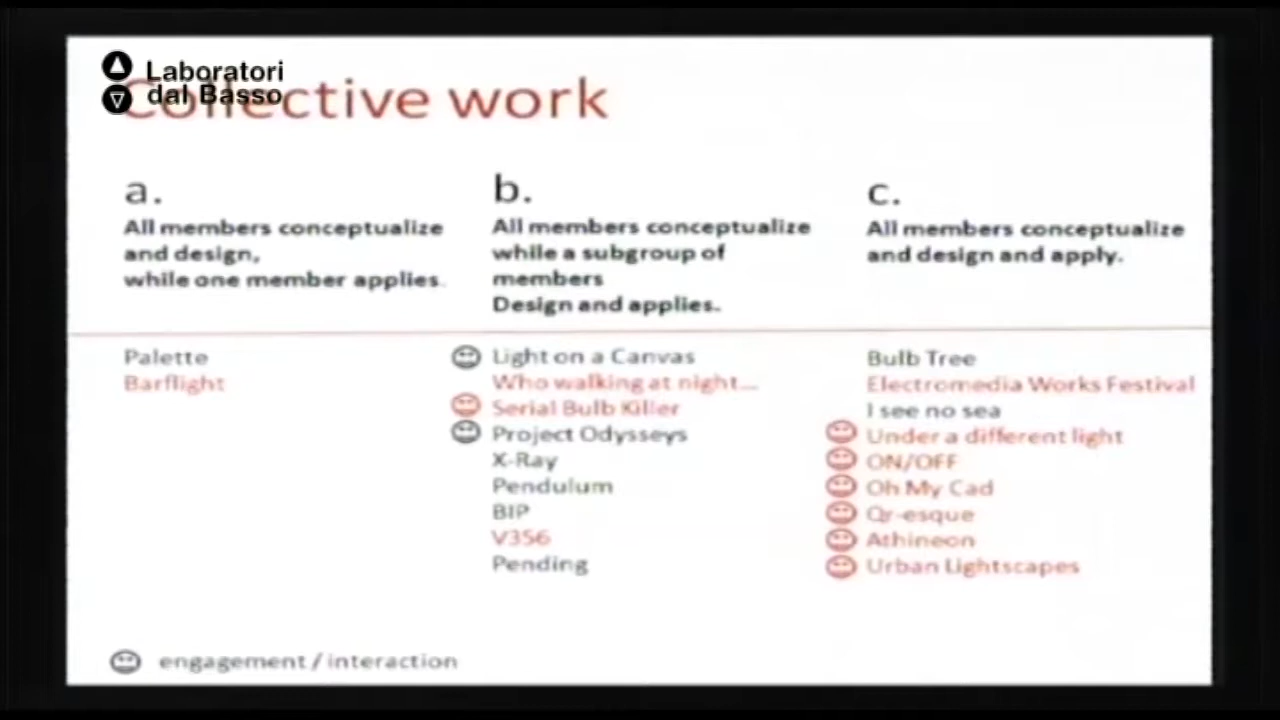 Laboratori
dal Basso
Collective work
a.
All members conceptualize
and design,
while one member applies.
b.
All members conceptualize
while a subgroup of
members
Design and applies.
c.
All members conceptualize
and design and apply.
Palette
Barflight
Light on a Canvas
Who walking at night...
Serial Bulb Killer
Project Odysseys
X-Ray
Pendulum
BIP
V356
Pending
Bulb Tree
Electromedia Works Festival
I see no sea
Under a different light
ON/OFF
Oh My Cad
Qr-esque
Athineon
Urban Lightscapes
engagement / interaction